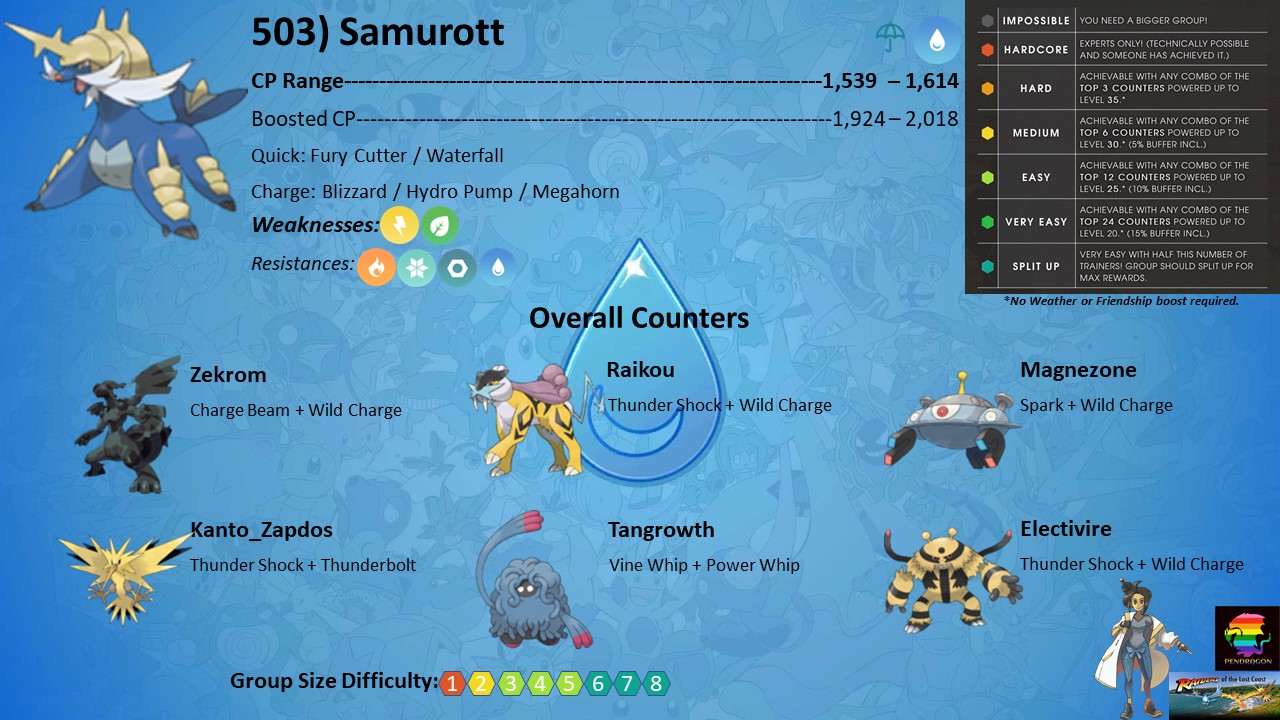 503) Samurott
CP Range--------------------------------------------------------------------1,539 – 1,614
Boosted CP--------------------------------------------------------------------1,924 – 2,018
Quick: Fury Cutter / Waterfall
Charge: Blizzard / Hydro Pump / Megahorn
Weaknesses:
Resistances:
IMPOSSIBLE YOU NEED A BIGGER GROUP!
HARDCORE EXPERTS ONLY! (TECHNICALLY POSSIBLE
AND SOMEONE HAS ACHIEVED IT.)
HARD ACHIEVABLE WITH ANY COMBO OF THE
TOP 3 COUNTERS POWERED UP TO
LEVEL 35.*
MEDIUM ACHIEVABLE WITH ANY COMBO OF THE
TOP 6 COUNTERS POWERED UP TO
LEVEL 30.* (5% BUFFER INCL.)
EASY ACHIEVABLE WITH ANY COMBO OF THE
TOP 12 COUNTERS POWERED UP TO
LEVEL 25.* (10% BUFFER INCL.)
VERY EASY ACHIEVABLE WITH ANY COMBO OF THE
TOP 24 COUNTERS POWERED UP TO
LEVEL 20.* (15% BUFFER INCL.)
SPLIT UP VERY EASY WITH HALF THIS NUMBER OF
TRAINERS! GROUP SHOULD SPLIT UP FOR
MAX REWARDS.
*No Weather or Friendship boost required.
Overall Counters
Zekrom
Charge Beam + Wild Charge
Raikou
Thunder Shock + Wild Charge
Magnezone
Spark + Wild Charge
Kanto_Zapdos
Thunder Shock + Thunderbolt
Tangrowth
Vine Whip + Power Whip
Electivire
Thunder Shock + Wild Charge
Group Size Difficulty: 1 2 3 4 5 6 7 8
PENDRAGON
RAIDERS of the Lost Coast